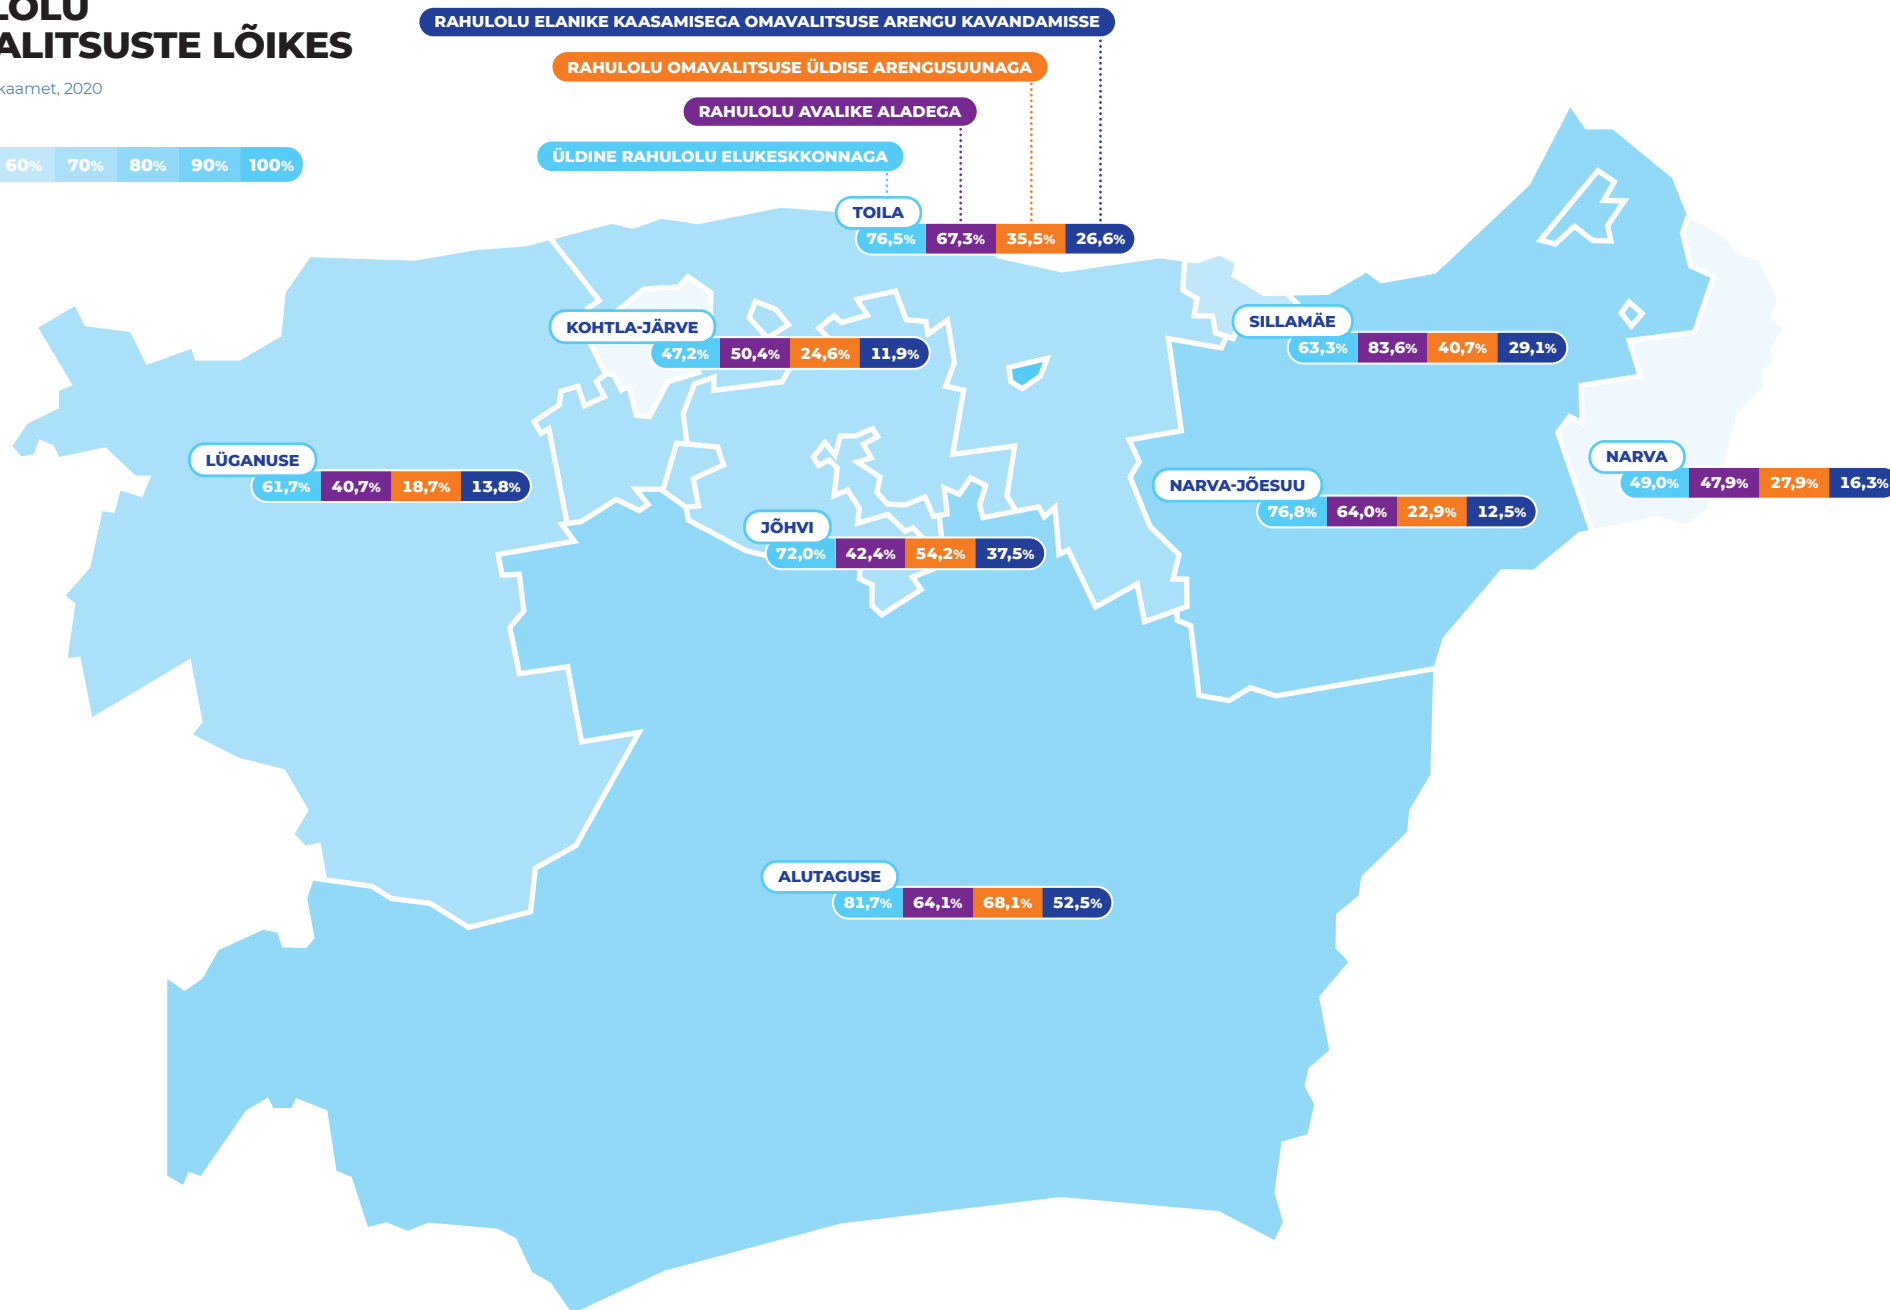 LOLU
ALITSUSTE LÕIKES
kaamet, 2020
60% 70% 80% 90% 100%
RAHULOLU ELANIKE KAASAMISEGA OMAVALITSUSE ARENGU KAVANDAMISSE
RAHULOLU OMAVALITSUSE ÜLDISE ARENGUSUUNAGA
RAHULOLU AVALIKE ALADEGA
ÜLDINE RAHULOLU ELUKESKKONNAGA
TOILA
76,5% 67,3% 35,5% 26,6%
KOHTLA-JÄRVE
47,2% 50,4% 24,6% 11,9%
SILLAMÄE
63,3% 83,6% 40,7% 29,1%
LÜGANUSE
61,7% 40,7% 18,7% 13,8%
NARVA
49,0% 47,9% 27,9% 16,3%
NARVA-JÕESUU
76,8% 64,0% 22,9% 12,5%
JÕHVI
72,0% 42,4% 54,2% 37,5%
ALUTAGUSE
81,7% 64,1% 68,1% 52,5%